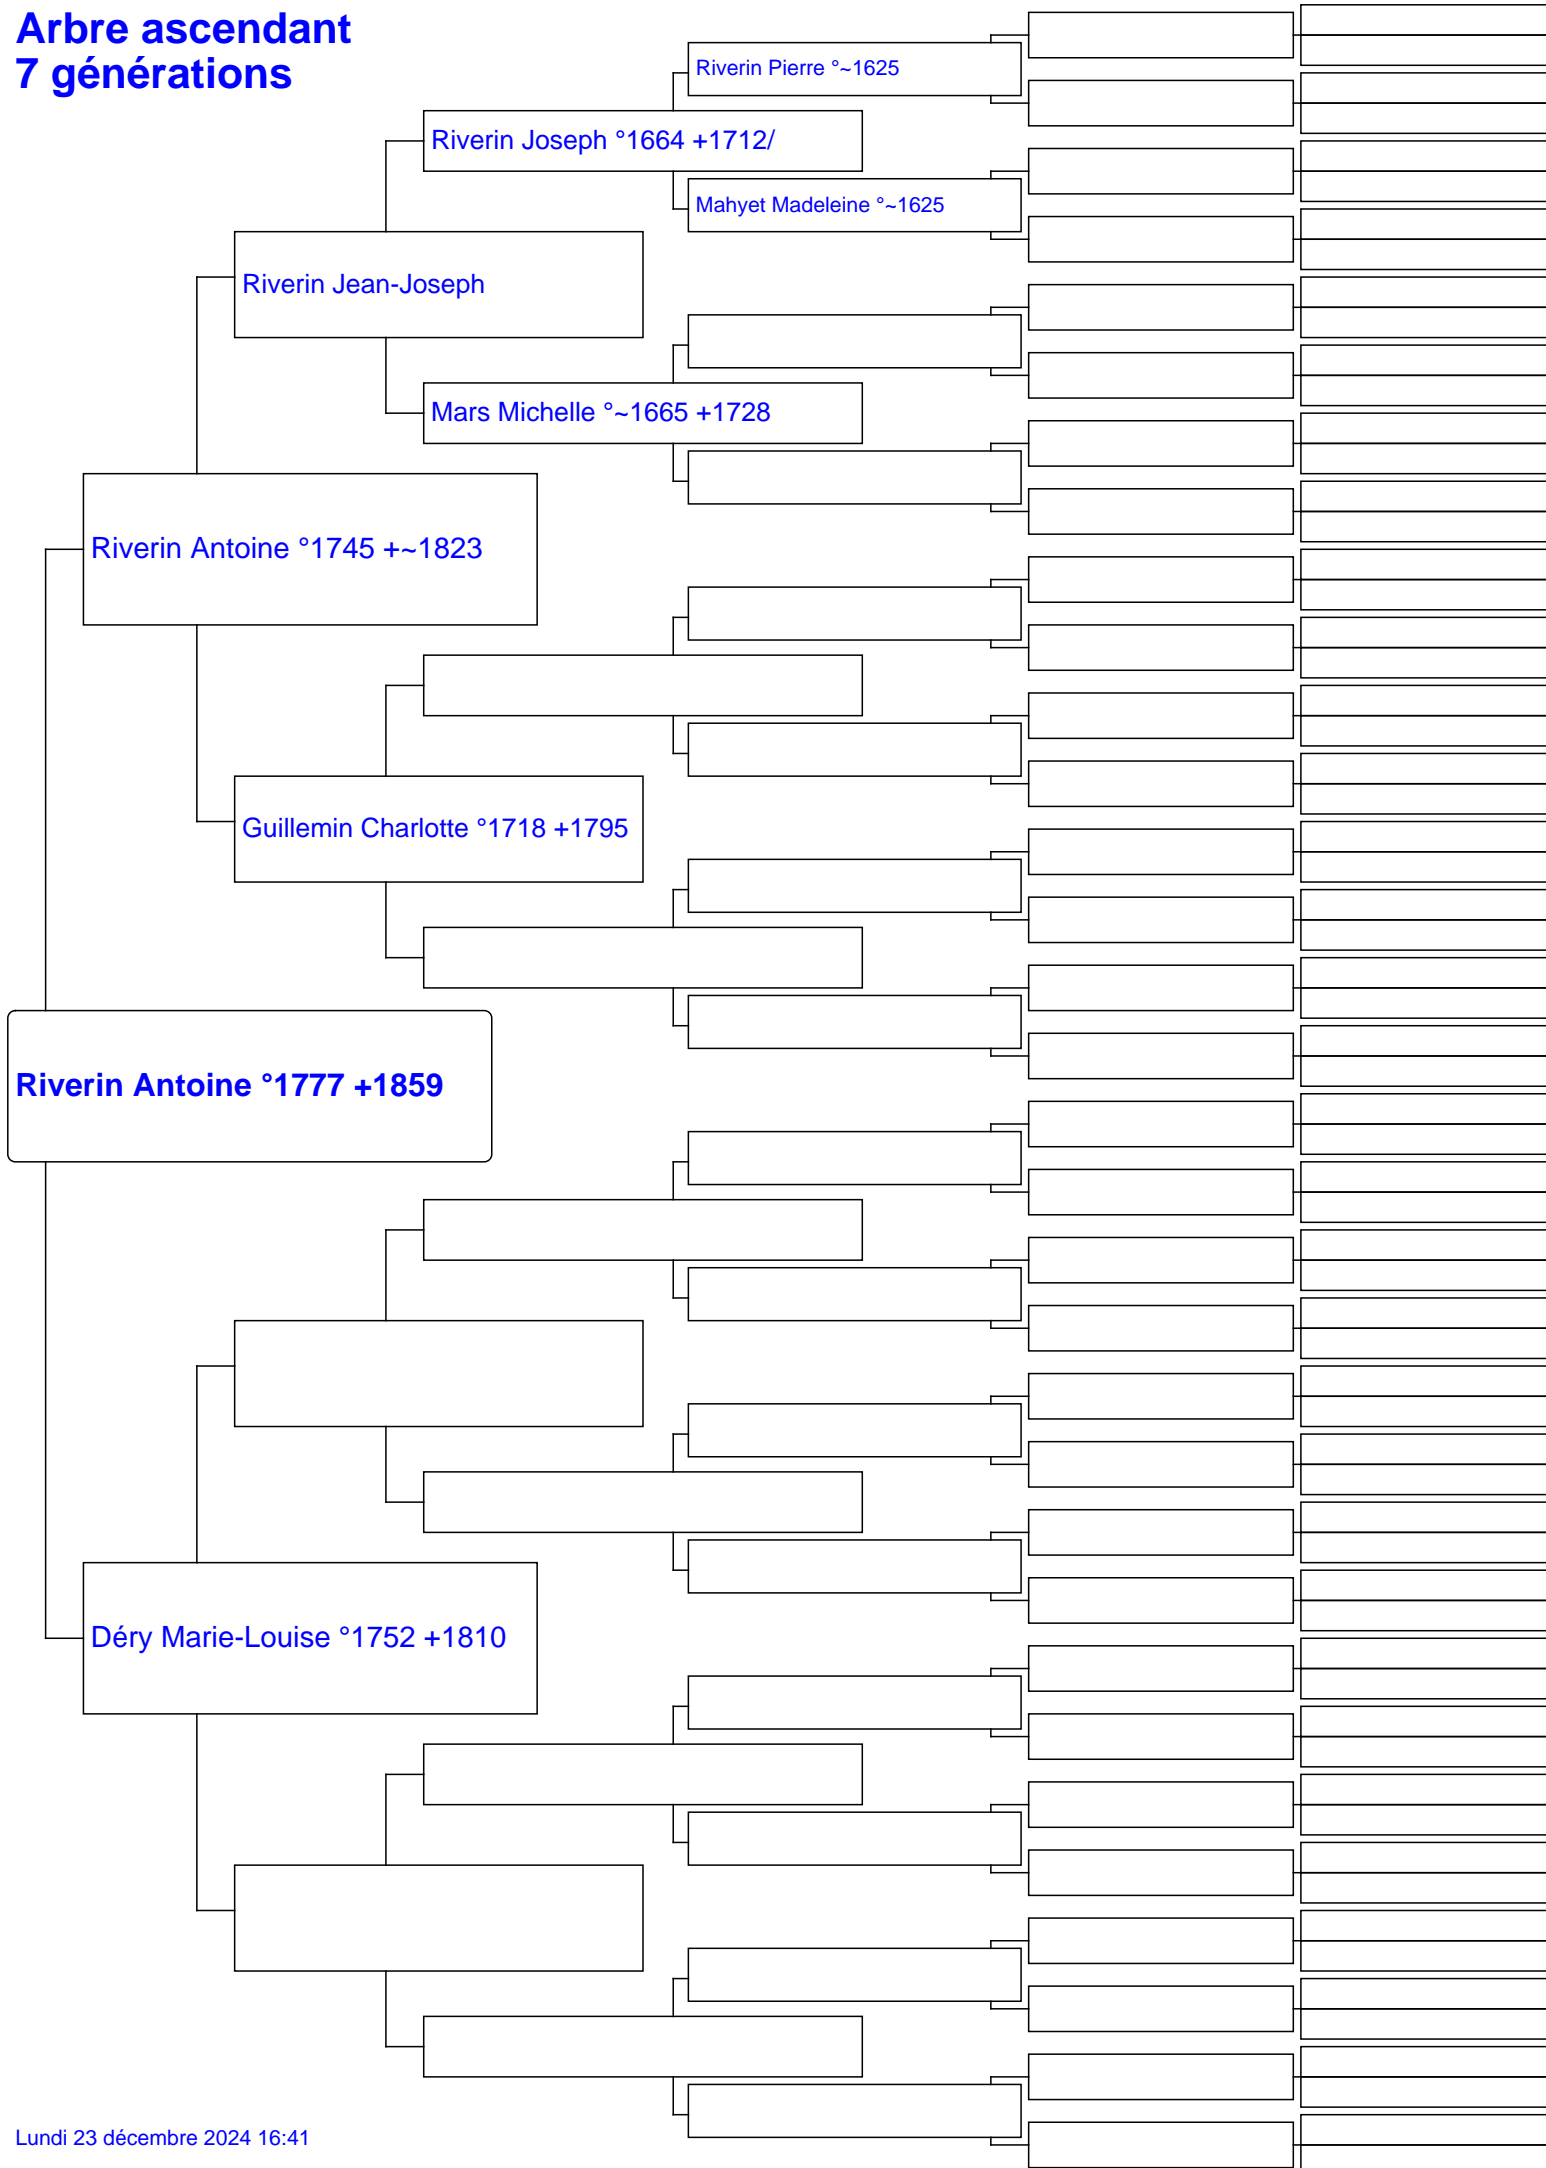 Arbre ascendant
7 générations
Riverin Pierre °~1625
Riverin Joseph °1664 +1712/
Mahyet Madeleine °~1625
Riverin Jean-Joseph
Mars Michelle °~1665 +1728
Riverin Antoine °1745 +~1823
Guillemin Charlotte °1718 +1795
Riverin Antoine °1777 +1859
Déry Marie-Louise °1752 +1810
Lundi 23 décembre 2024 16:41